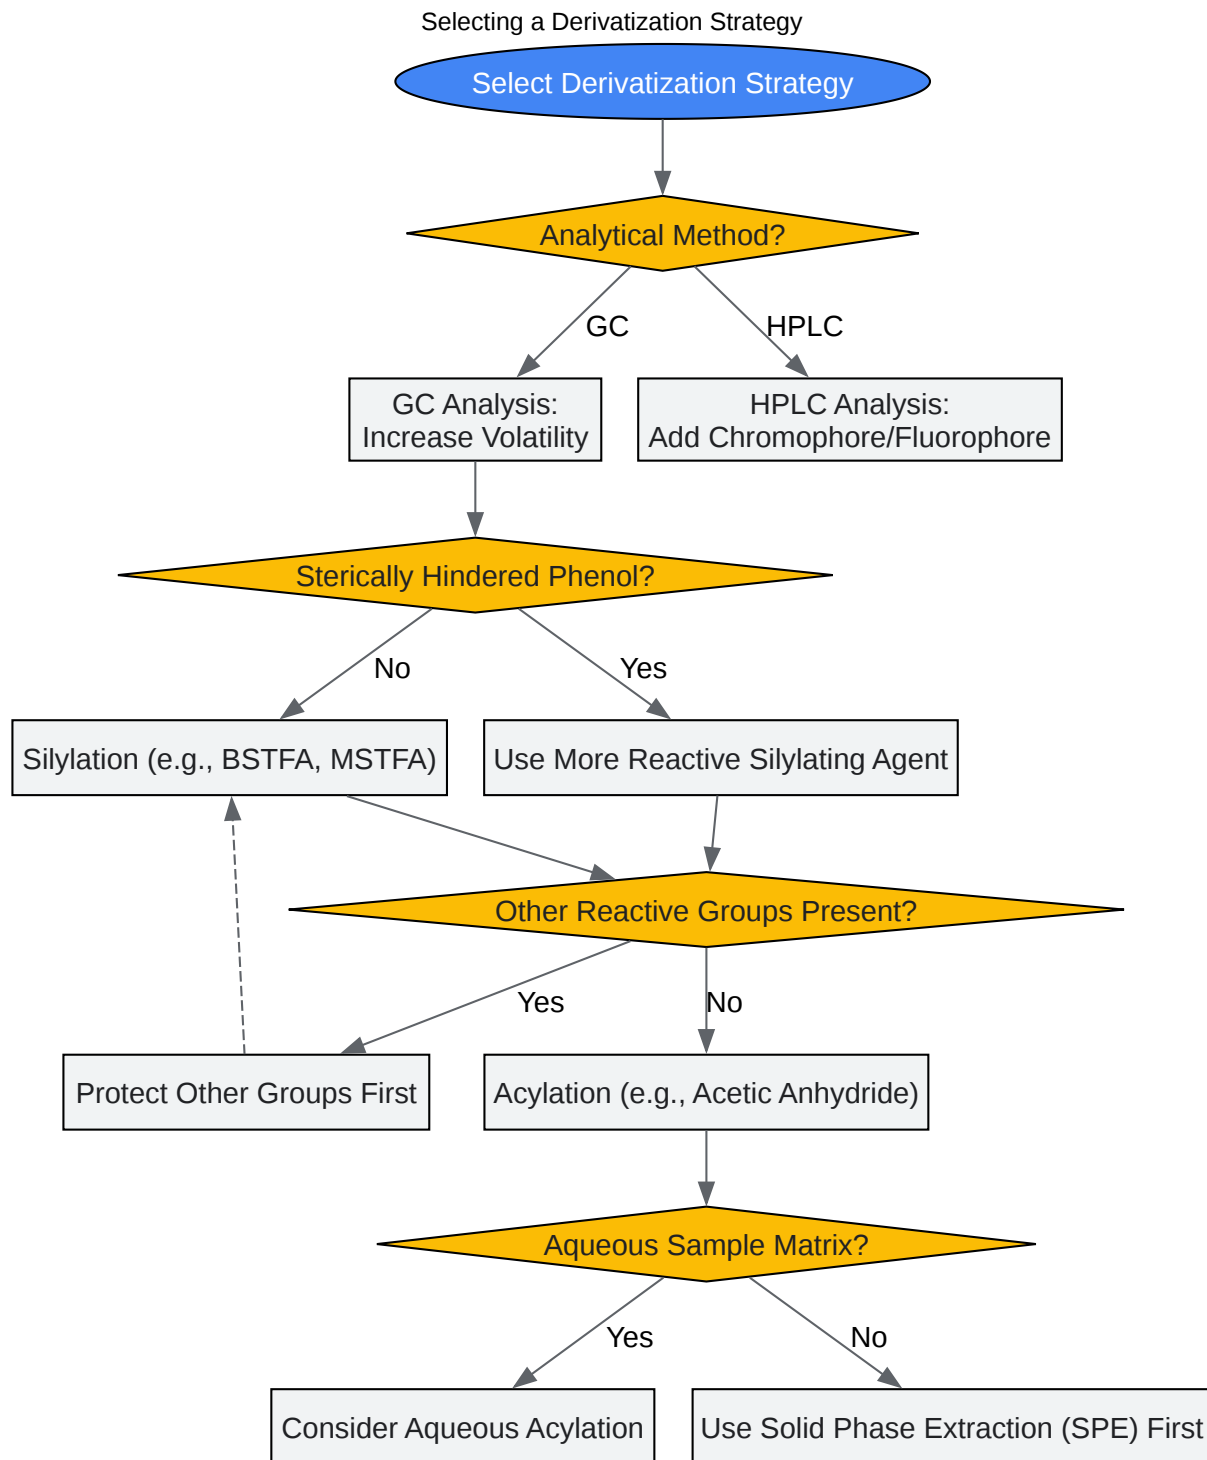 Selecting a Derivatization Strategy
Select Derivatization Strategy
Analytical Method?
GC
HPLC
GC Analysis:
Increase Volatility
HPLC Analysis:
Add Chromophore/Fluorophore
Sterically Hindered Phenol?
No
Yes
Silylation (e.g., BSTFA, MSTFA)
Use More Reactive Silylating Agent
Other Reactive Groups Present?
Yes
No
Protect Other Groups First
Acylation (e.g., Acetic Anhydride)
Aqueous Sample Matrix?
Yes
No
Consider Aqueous Acylation
Use Solid Phase Extraction (SPE) First